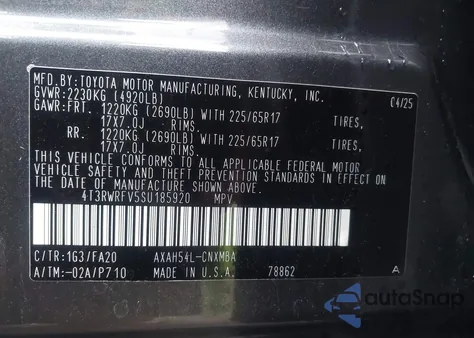 MFD.BY:TOYOTA MOTOR MANUFACTURING, KENTUCKY, INC.
GVWR:2230KG (4920LB) 04/25
GAWR:FRT. 1220KG (2690LB) WITH 225/65R17 TIRES,
17X7.0J RIMS.
RR. 1220KG (2690LB) WITH 225/65R17 TIRES,
17X7.0J RIMS.
THIS VEHICLE CONFORMS TO ALL APPLICABLE FEDERAL MOTOR
VEHICLE SAFETY AND THEFT PREVENTION STANDARDS IN EFFECT
ON THE DATE OF MANUFACTURE SHOWN ABOVE.
4T3RWRFV5SU185920 MPV
C/TR:1G3/FA20 AXAH54L-CNXMBA
A/TM:-02A/P710 78862 A
autoSnap